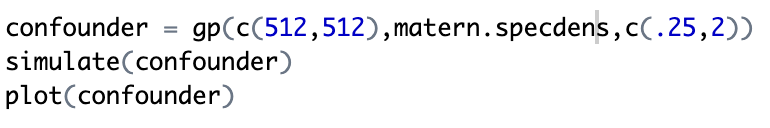 confounder = gp(c(512,512),matern.specdens,c(.25,2))
simulate(confounder)
plot(confounder)